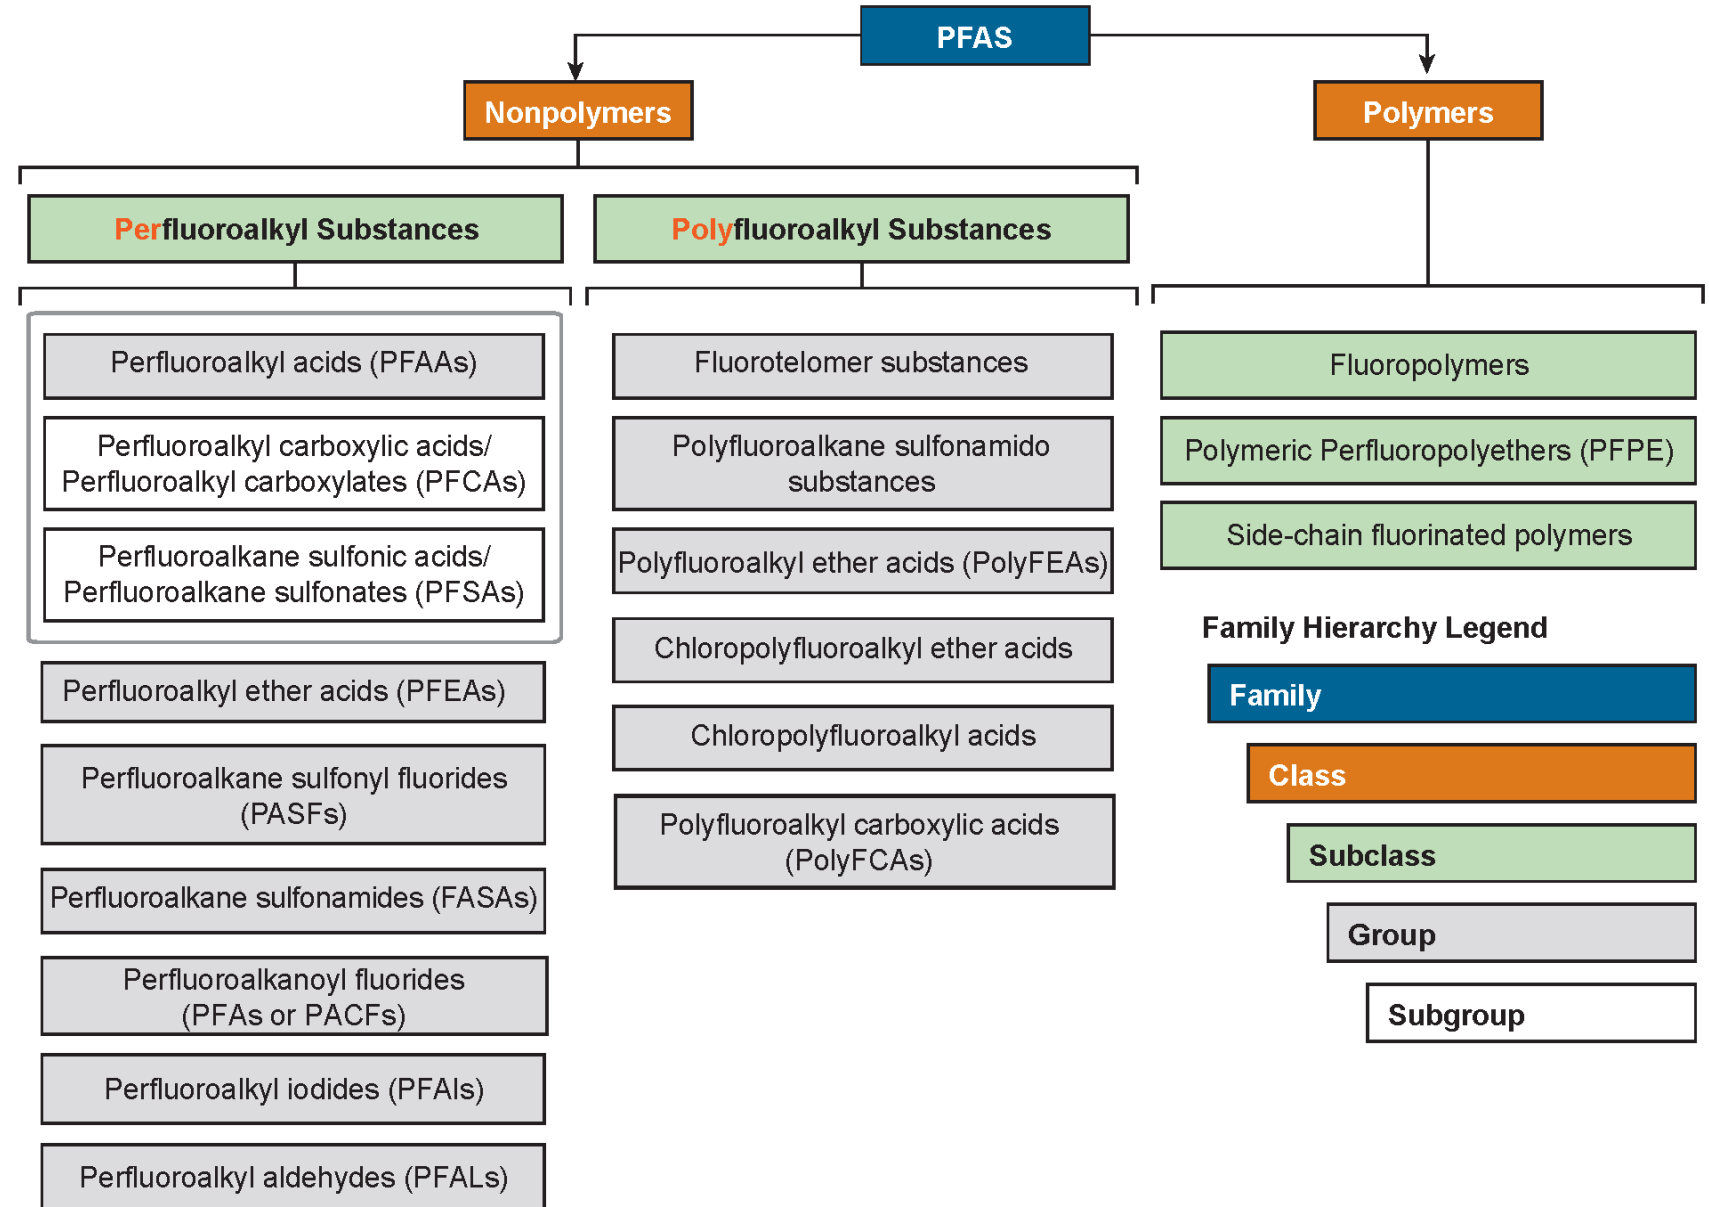 PFAS
Nonpolymers
Polymers
Perfluoroalkyl Substances
Polyfluoroalkyl Substances
Perfluoroalkyl acids (PFAAs)
Perfluoroalkyl carboxylic acids/
Perfluoroalkyl carboxylates (PFCAs)
Perfluoroalkane sulfonic acids/
Perfluoroalkane sulfonates (PFSAs)
Perfluoroalkyl ether acids (PFEAs)
Perfluoroalkane sulfonyl fluorides
(PASFs)
Perfluoroalkane sulfonamides (FASAs)
Perfluoroalkanoyl fluorides
(PFAs or PACFs)
Perfluoroalkyl iodides (PFAIs)
Perfluoroalkyl aldehydes (PFALs)
Fluorotelomer substances
Polyfluoroalkane sulfonamido
substances
Polyfluoroalkyl ether acids (PolyFEAs)
Chloropolyfluoroalkyl ether acids
Chloropolyfluoroalkyl acids
Polyfluoroalkyl carboxylic acids
(PolyFCAs)
Fluoropolymers
Polymeric Perfluoropolyethers (PFPE)
Side-chain fluorinated polymers
Family Hierarchy Legend
Family
Class
Subclass
Group
Subgroup